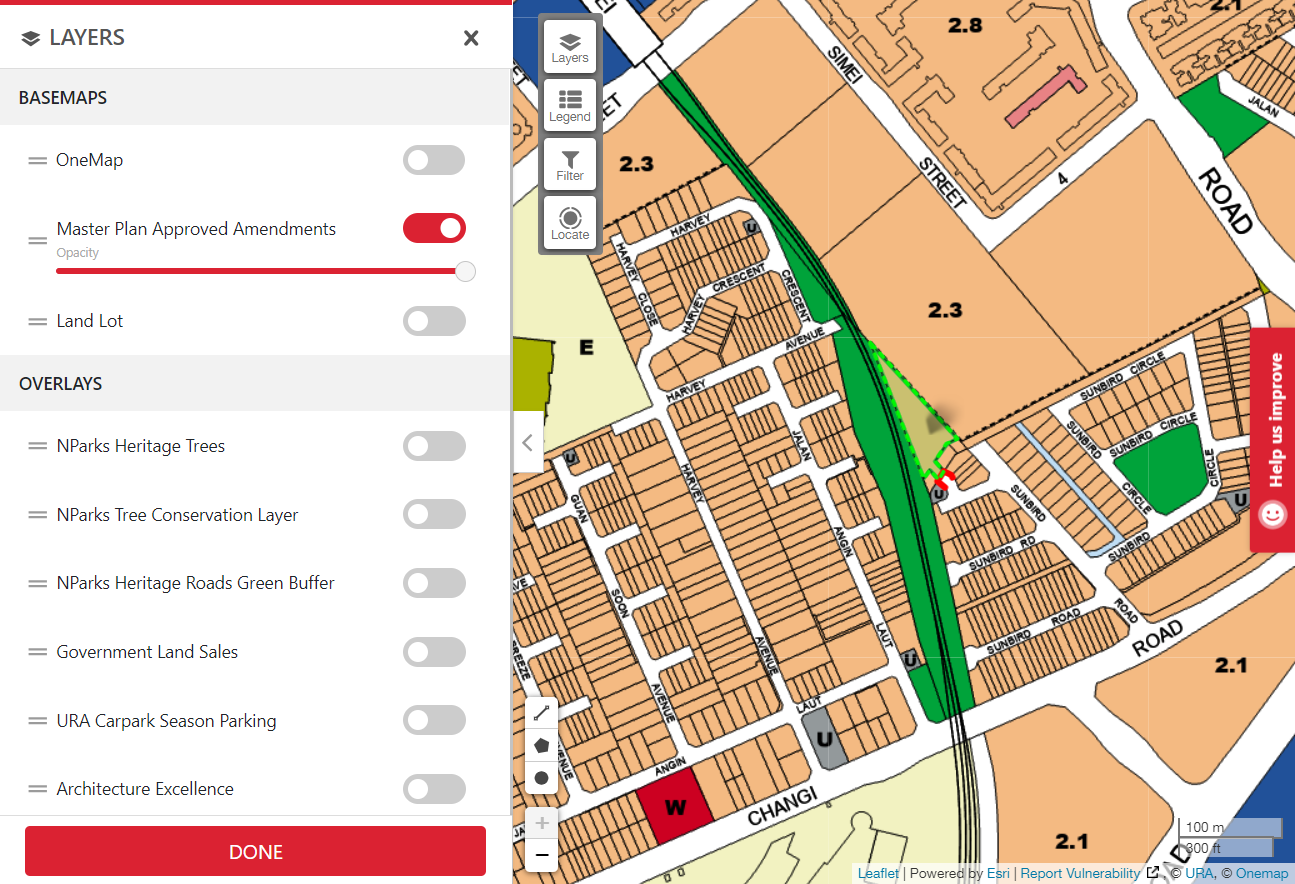 LAYERS
BASEMAPS
OneMap
Master Plan Approved Amendments
Opacity
Land Lot
OVERLAYS
NParks Heritage Trees
NParks Tree Conservation Layer
NParks Heritage Roads Green Buffer
Government Land Sales
URA Carpark Season Parking
Architecture Excellence
DONE
Layers
Legend
Filter
Locate
EI
2.8
2.1
SIMEI
STREET
4
JALAN
ROAD
ET
2.3
HARVEY
U
HARVEY CLOSE
HARVEY CRESCENT
CRESCENT
HARVEY AVENUE
2.3
E
SUNBIRD CIRCLE
SUNBIRD
SUNBIRD CIRCLE
CIRCLE
CIRCLE
U
SUNBIRD
SUNBIRD
U
SUNBIRD RD
SUNBIRD ROAD
ROAD
U
GUAN
SOON
AVENUE
HARVEY
AVENUE
JALAN
ANGIN
LAUT
U
ANGIN
LAUT
U
W
CHANGI
ROAD
2.1
2.1
Help us improve
100 m
300 ft
Leaflet | Powered by Esri | Report Vulnerability , © URA, © Onemap